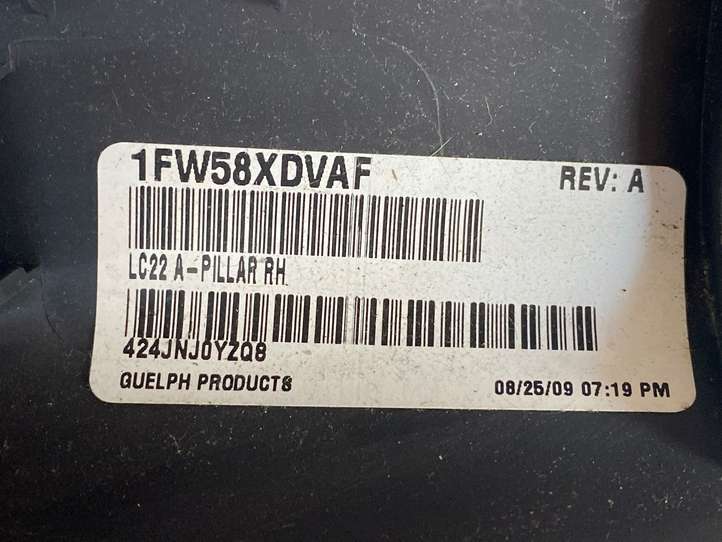 1FW58XDVAF
REV: A
LC22 A-PILLAR RH
424JNJ0YZQ8
GUELPH PRODUCTS
08/25/09 07:19 PM